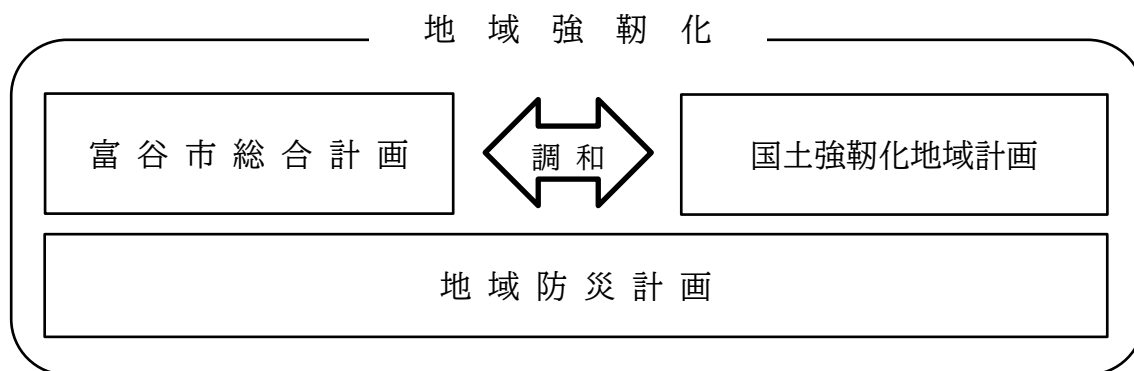 地域強靭化
富谷市総合計画
調和
国土強靭化地域計画
地域防災計画